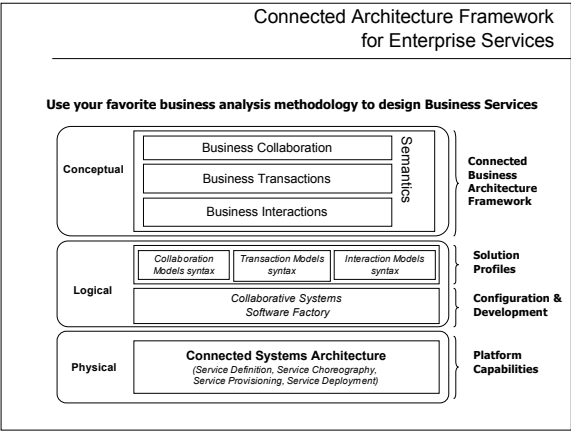 Connected Architecture Framework
for Enterprise Services
Use your favorite business analysis methodology to design Business Services
Conceptual
Business Collaboration
Business Transactions
Business Interactions
Semantics
Connected
Business
Architecture
Framework
Logical
Collaboration
Models syntax
Transaction Models
syntax
Interaction Models
syntax
Solution
Profiles
Collaborative Systems
Software Factory
Configuration &
Development
Physical
Connected Systems Architecture
(Service Definition, Service Choreography,
Service Provisioning, Service Deployment)
Platform
Capabilities